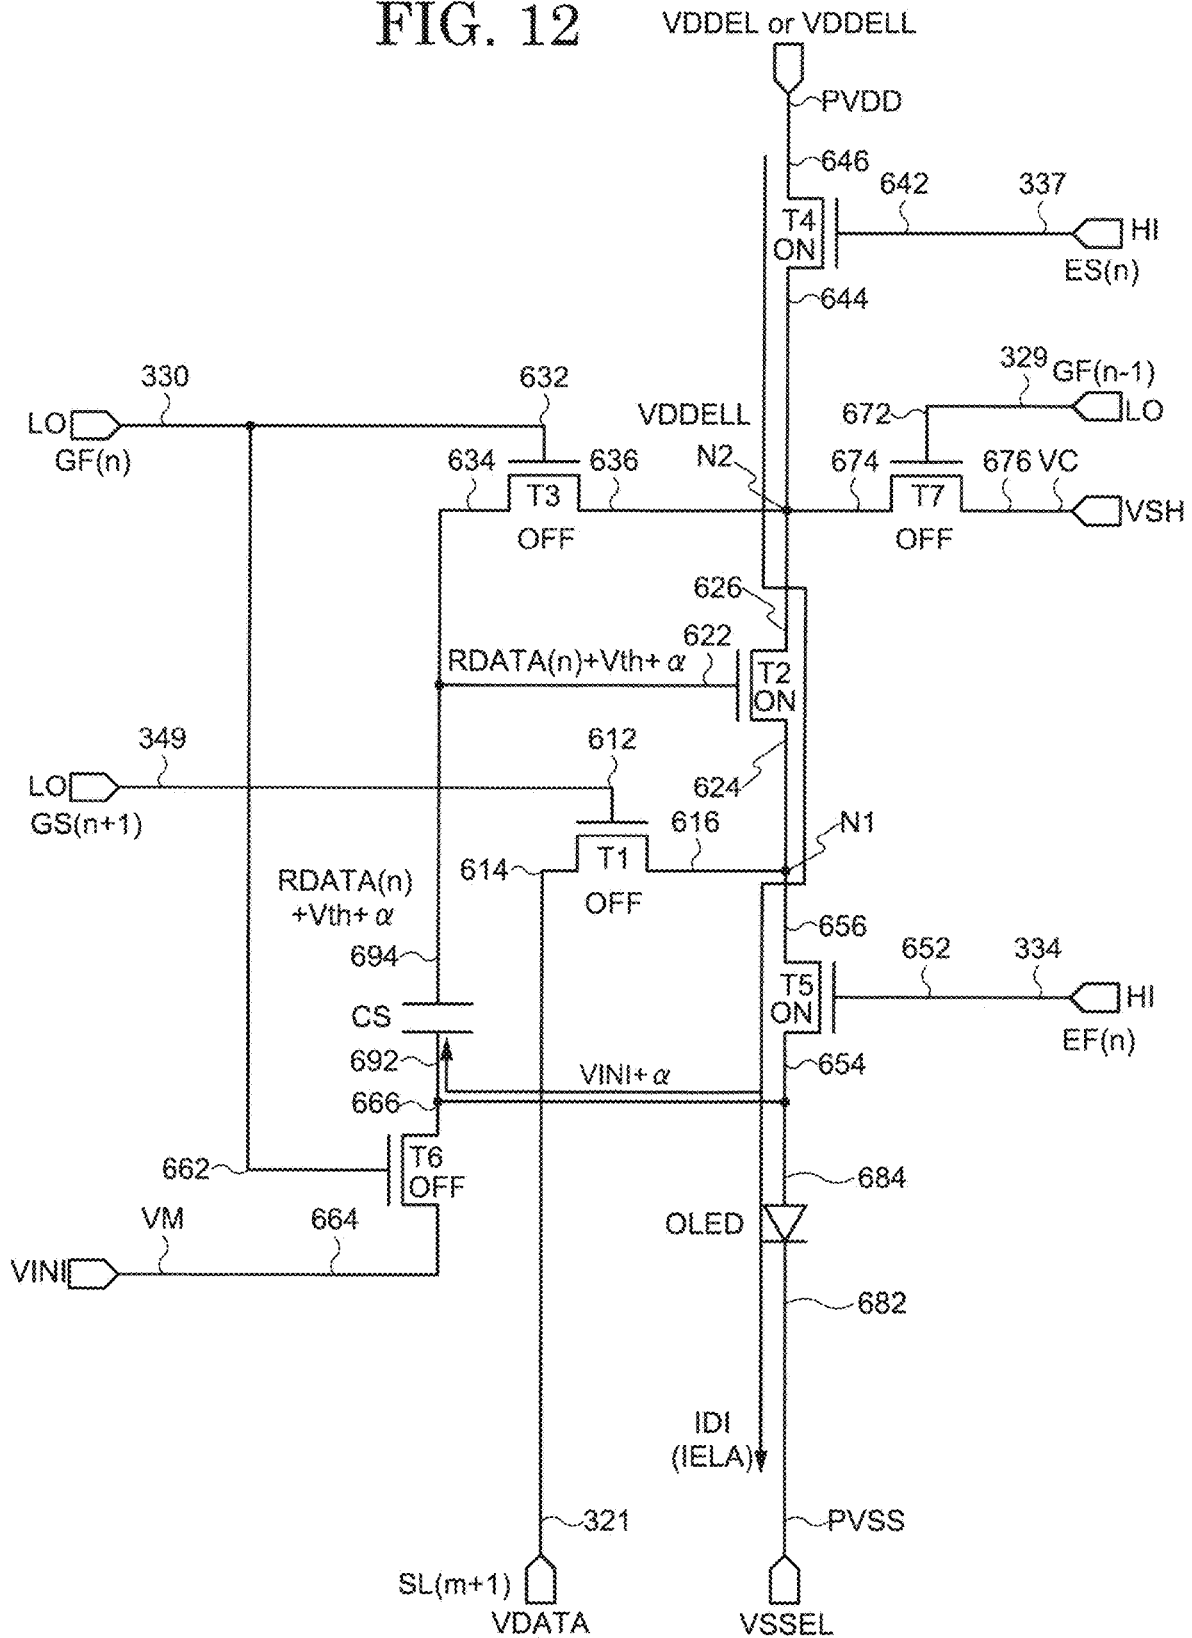 FIG. 12
VDDEL or VDDELL
PVDD
646
642
337
T4
ON
HI
ES(n)
644
330
632
329
GF(n-1)
LO
GF(n)
VDDELL
672
LO
634
636
N2
674
676
VC
T3
OFF
T7
OFF
VSH
626
622
RDATA(n)+Vth+α
T2
ON
349
612
624
LO
GS(n+1)
616
N1
614
T1
OFF
RDATA(n)
+Vth+α
656
694
652
334
T5
ON
HI
CS
EF(n)
692
VINI+α
654
666
T6
OFF
662
684
VM
664
OLED
VINI
682
IDI
(IELA)
321
PVSS
SL(m+1)
VDATA
VSSEL